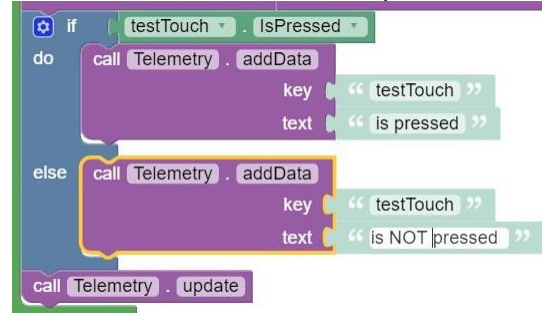 if testTouch . IsPressed
do call Telemetry . addData
key “ testTouch ”
text “ is pressed ”
else call Telemetry . addData
key “ testTouch ”
text “ is NOT pressed ”
call Telemetry . update